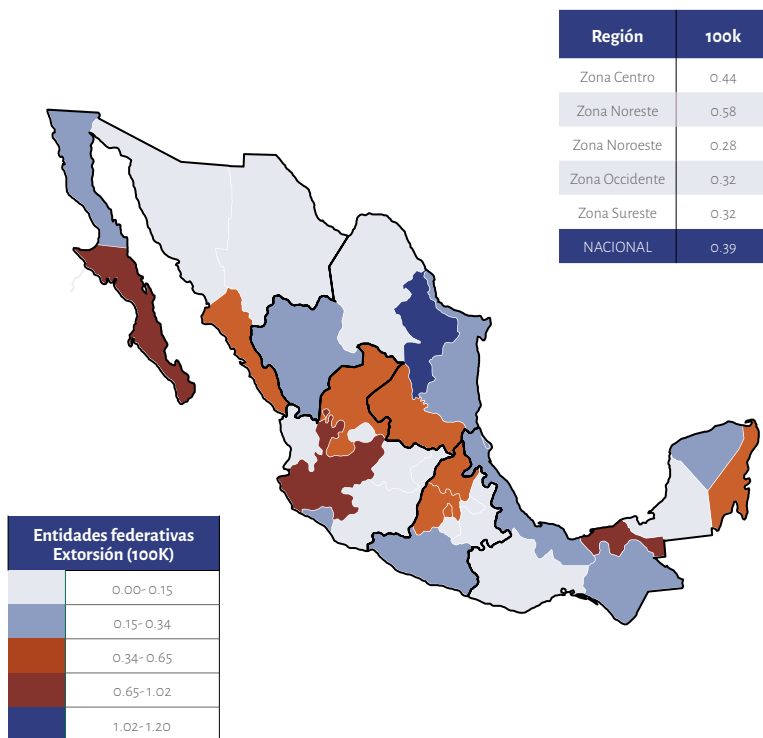 Región 100k
Zona Centro 0.44
Zona Noreste 0.58
Zona Noroeste 0.28
Zona Occidente 0.32
Zona Sureste 0.32
NACIONAL 0.39
Entidades federativas
Extorsión (100K)
0.00-0.15
0.15-0.34
0.34-0.65
0.65-1.02
1.02-1.20